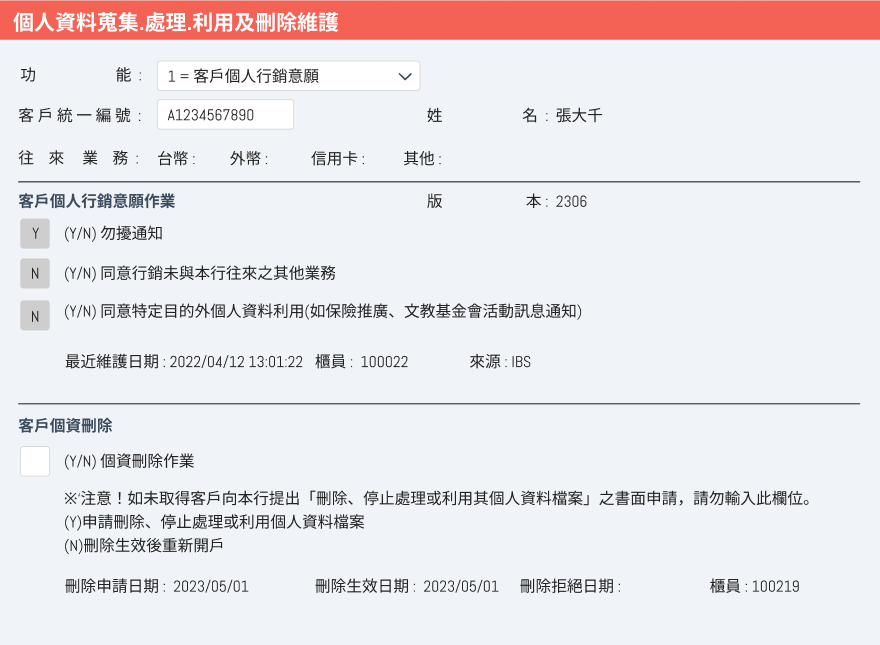 個人資料蒐集.處理.利用及刪除維護
功 能 : 1 = 客戶個人行銷意願
客戶統一編號 : A1234567890 姓 名 : 張大千
往來業務 : 台幣 : 外幣 : 信用卡 : 其他 :
客戶個人行銷意願作業 版 本 : 2306
Y (Y/N) 勿擾通知
N (Y/N) 同意行銷未與本行往來之其他業務
N (Y/N) 同意特定目的外個人資料利用(如保險推廣、文教基金會活動訊息通知)
最近維護日期 : 2022/04/12 13:01:22 櫃員 : 100022 來源 : IBS
客戶個資刪除
(Y/N) 個資刪除作業
※'注意！如未取得客戶向本行提出「刪除、停止處理或利用其個人資料檔案」之書面申請，請勿輸入此欄位。
(Y)申請刪除、停止處理或利用個人資料檔案
(N)刪除生效後重新開戶
刪除申請日期 : 2023/05/01 刪除生效日期 : 2023/05/01 刪除拒絕日期 : 櫃員 : 100219